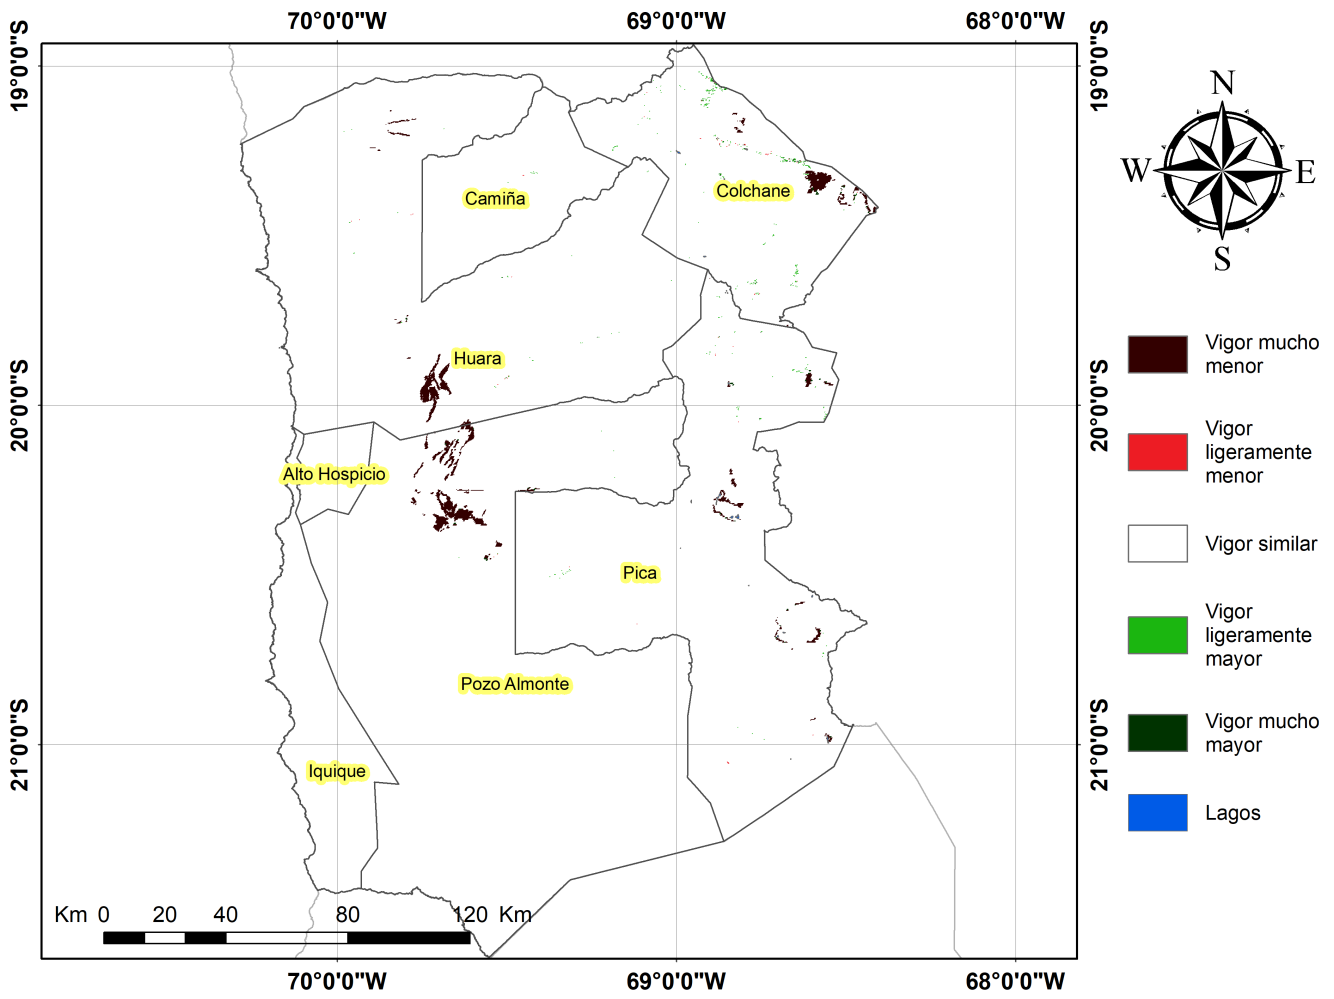 70°0'0"W 69°0'0"W 68°0'0"W
19°0'0"S 19°0'0"S
N
W E
S
Camiña
Colchane
Vigor mucho
menor
Huara
20°0'0"S 20°0'0"S
Vigor
ligeramente
menor
Alto Hospicio
Vigor similar
Pica
Vigor
ligeramente
mayor
Pozo Almonte
Vigor mucho
mayor
21°0'0"S 21°0'0"S
Iquique
Lagos
Km 0 20 40 80 120 Km
70°0'0"W 69°0'0"W 68°0'0"W